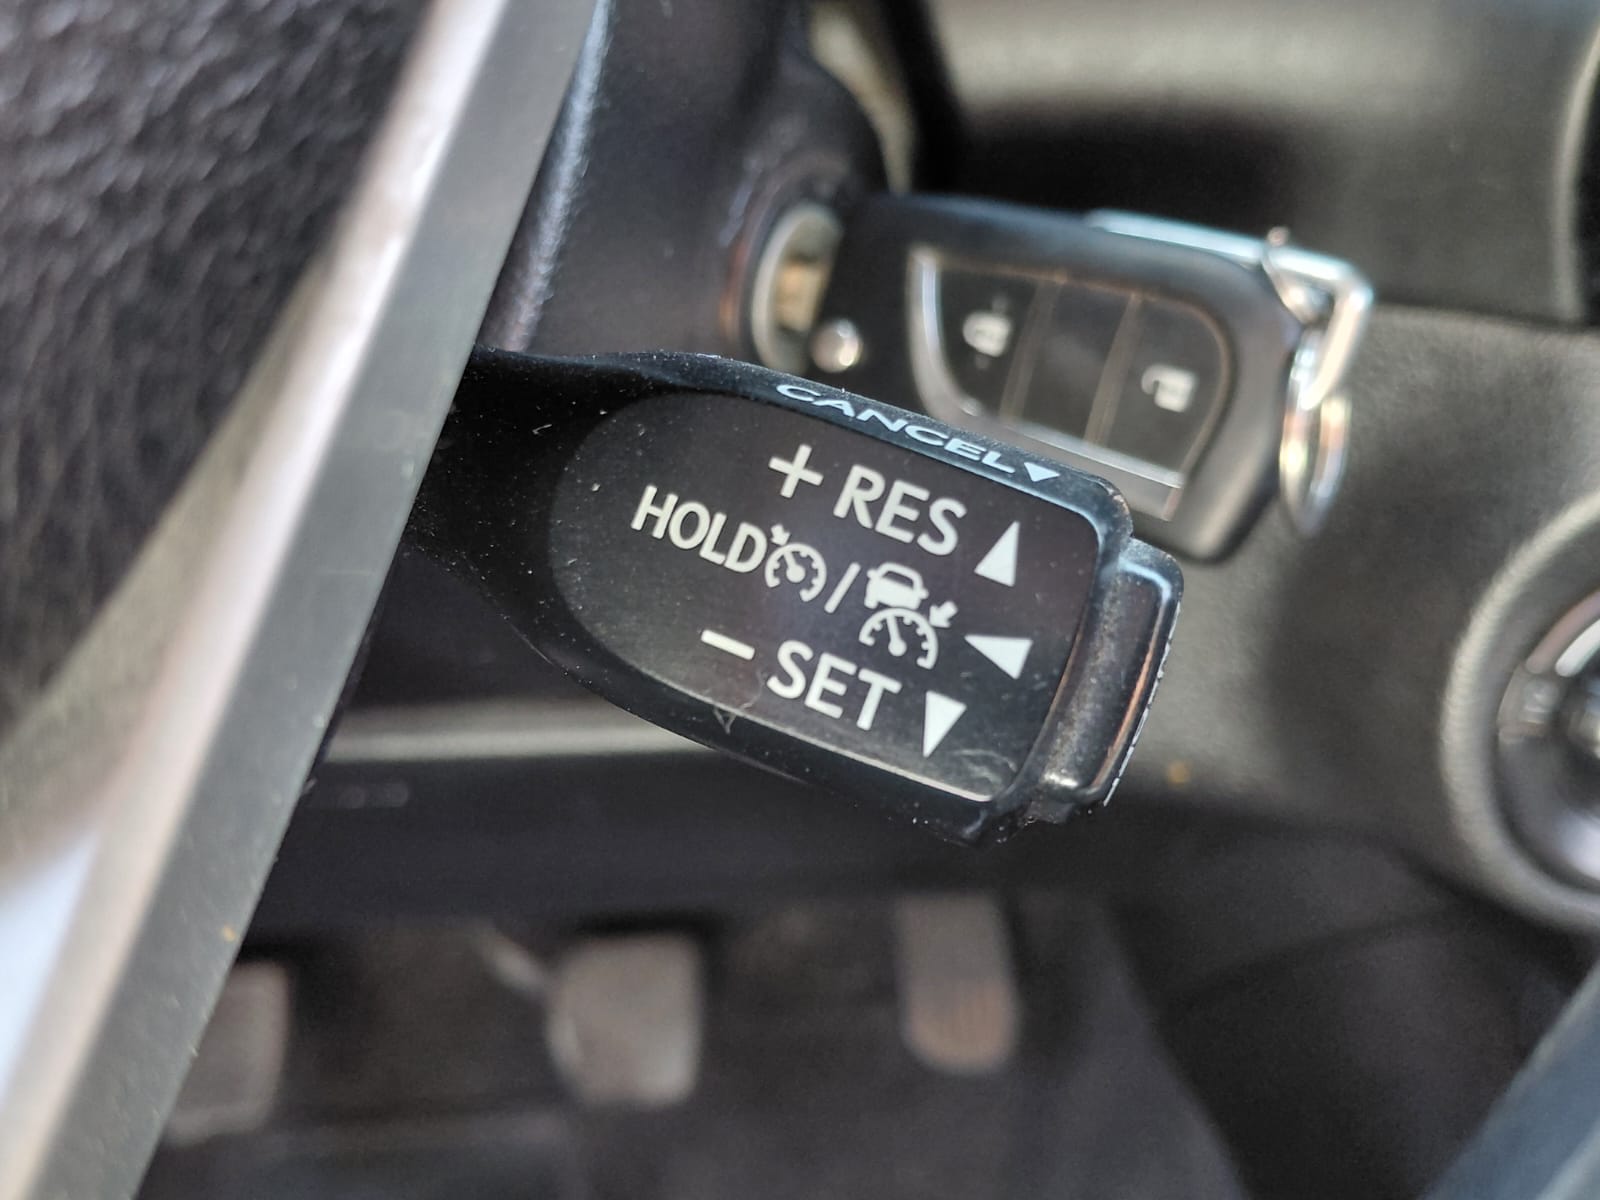 CANCEL
+ RES
HOLD /
- SET